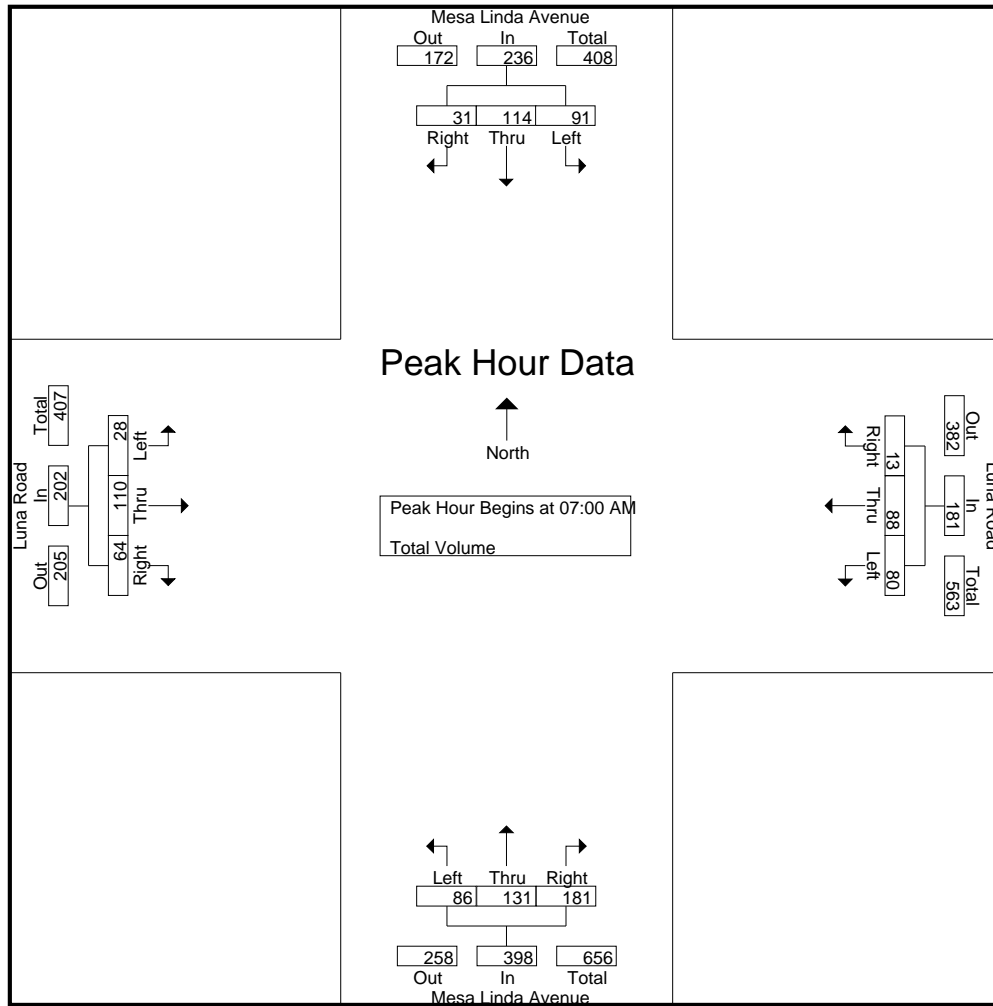 Mesa Linda Avenue
Out In Total
172 236 408
31 114 91
Right Thru Left
Peak Hour Data
North
Peak Hour Begins at 07:00 AM
Total Volume
Luna Road
Out In Total
205 202 407
Left Thru Right
28 110 64
Luna Road
Out In Total
382 181 563
Right Thru Left
13 88 80
Left Thru Right
86 131 181
258 398 656
Out In Total
Mesa Linda Avenue